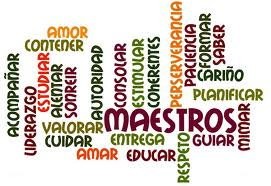 AMOR
CONTENER
ACOMPAÑAR
LIDERAZGO
ESTUDIAR
ALENTAR
SONREIR
AUTORIDAD
CONSOLAR
ESTIMULAR
COHERENTES
PERSERVERANCIA
PACIENCIA
FORMAR
SABER
CARIÑO
PLANIFICAR
VALORAR
MAESTROS
CUIDAR
ENTREGA
GUIAR
MIMAR
AMAR
EDUCAR
RESPETO